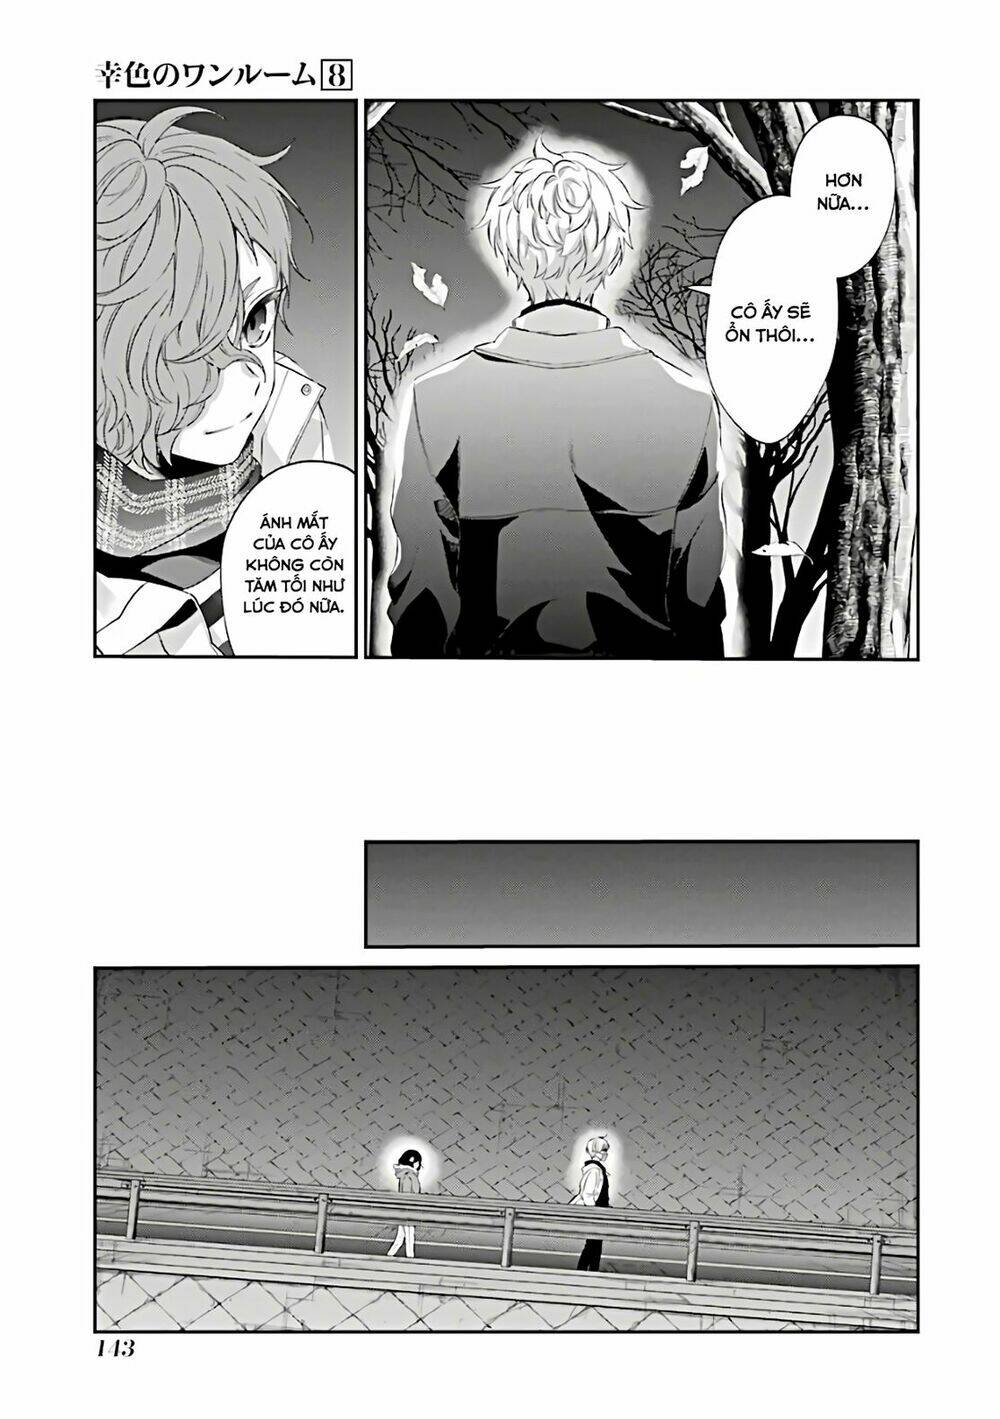 幸色のワンルーム 8
HƠN
NỮA...
CÔ ẤY SẼ
ỔN THÔI...
ÁNH MẮT
CỦA CÔ ẤY
KHÔNG CÒN
TĂM TỐI NHƯ
LÚC ĐÓ NỮA.
143